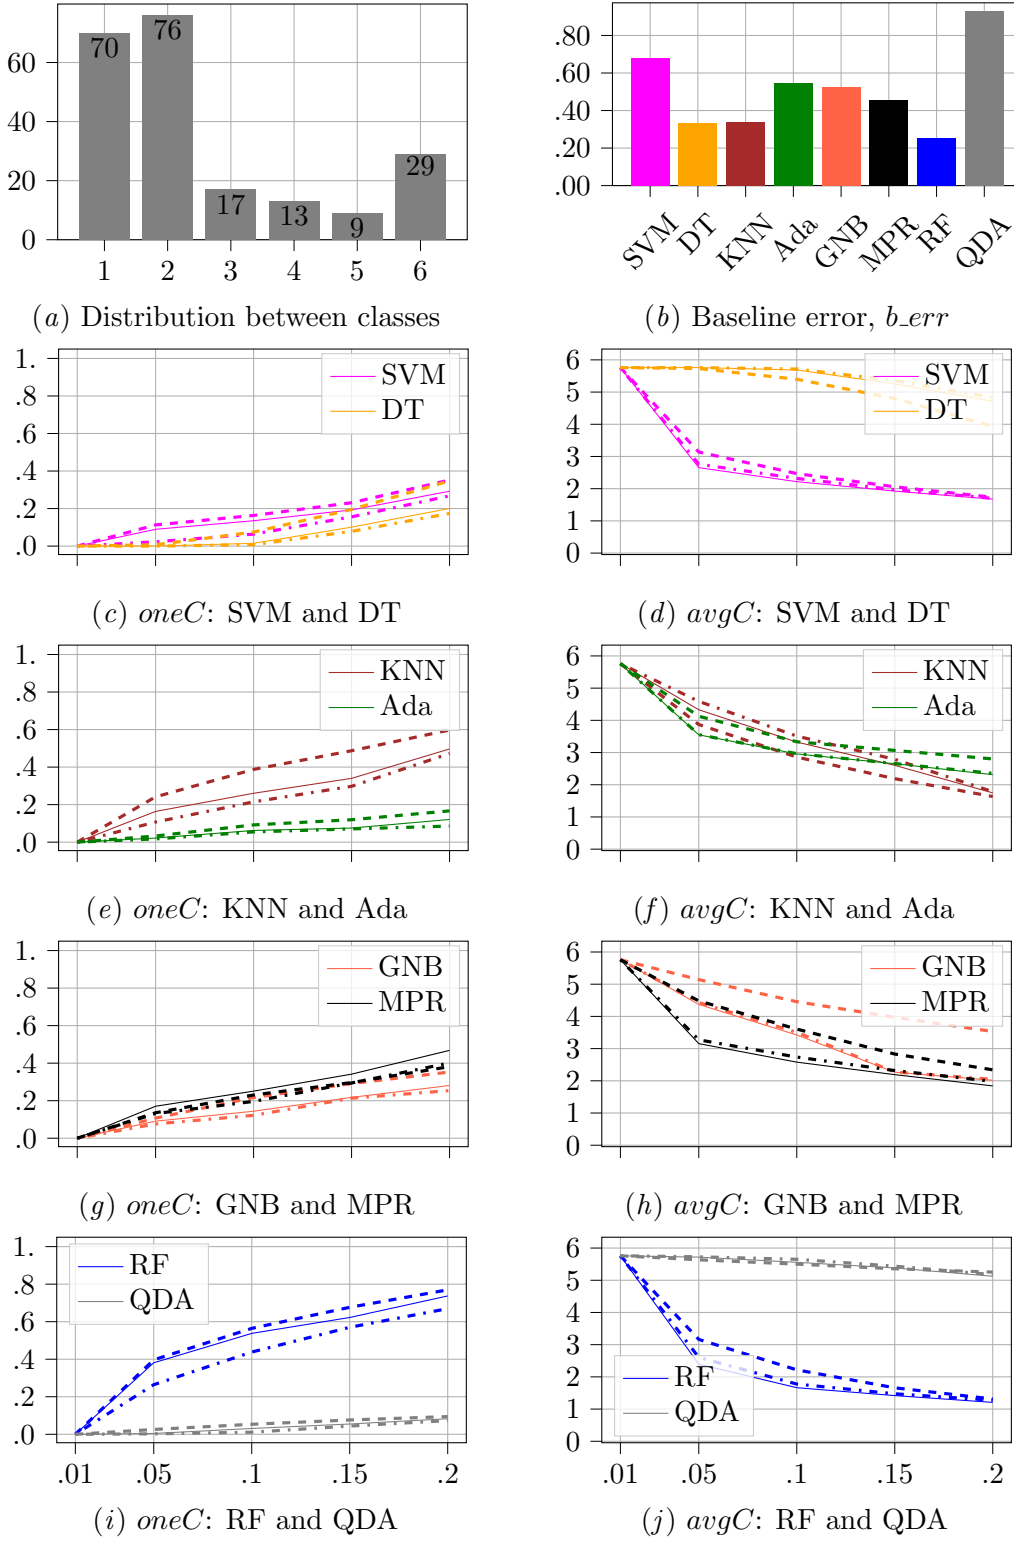 60
40
20
0
70
76
17
13
9
29
1 2 3 4 5 6
(a) Distribution between classes
.80
.60
.40
.20
.00
SVM DT KNN Ada GNB MPR RF QDA
(b) Baseline error, b_err
1.
.8
.6
.4
.2
.0
SVM
DT
(c) oneC: SVM and DT
6
5
4
3
2
1
0
SVM
DT
(d) avgC: SVM and DT
1.
.8
.6
.4
.2
.0
KNN
Ada
(e) oneC: KNN and Ada
6
5
4
3
2
1
0
KNN
Ada
(f) avgC: KNN and Ada
1.
.8
.6
.4
.2
.0
GNB
MPR
(g) oneC: GNB and MPR
6
5
4
3
2
1
0
GNB
MPR
(h) avgC: GNB and MPR
1.
.8
.6
.4
.2
.0
RF
QDA
.01 .05 .1 .15 .2
(i) oneC: RF and QDA
6
5
4
3
2
1
0
RF
QDA
.01 .05 .1 .15 .2
(j) avgC: RF and QDA